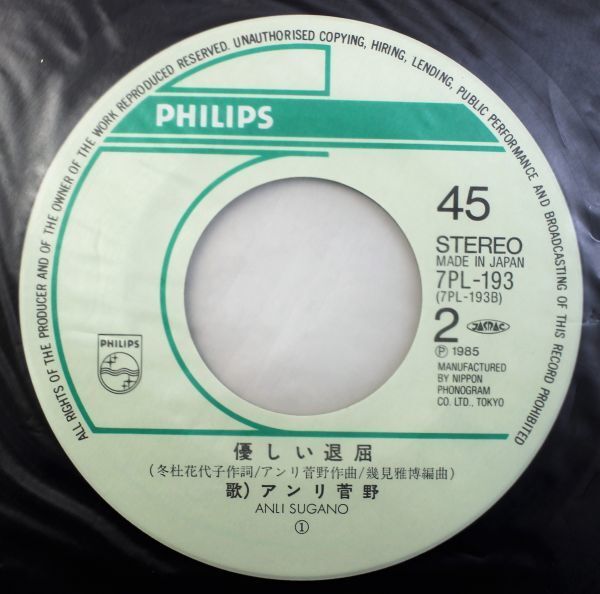 ALL RIGHTS OF THE PRODUCER AND OF THE OWNER OF THE WORK REPRODUCED RESERVED. UNAUTHORISED COPYING, HIRING, LENDING, PUBLIC PERFORMANCE AND BROADCASTING OF THIS RECORD PROHIBITED
PHILIPS
45
STEREO
MADE IN JAPAN
7PL-193
(7PL-193B)
2
JASRAC
Ⓟ 1985
MANUFACTURED
BY NIPPON
PHONOGRAM
CO. LTD., TOKYO
PHILIPS
優しい退屈
(冬杜花代子作詞/アンリ菅野作曲/幾見雅博編曲)
歌)アンリ菅野
ANLI SUGANO
①